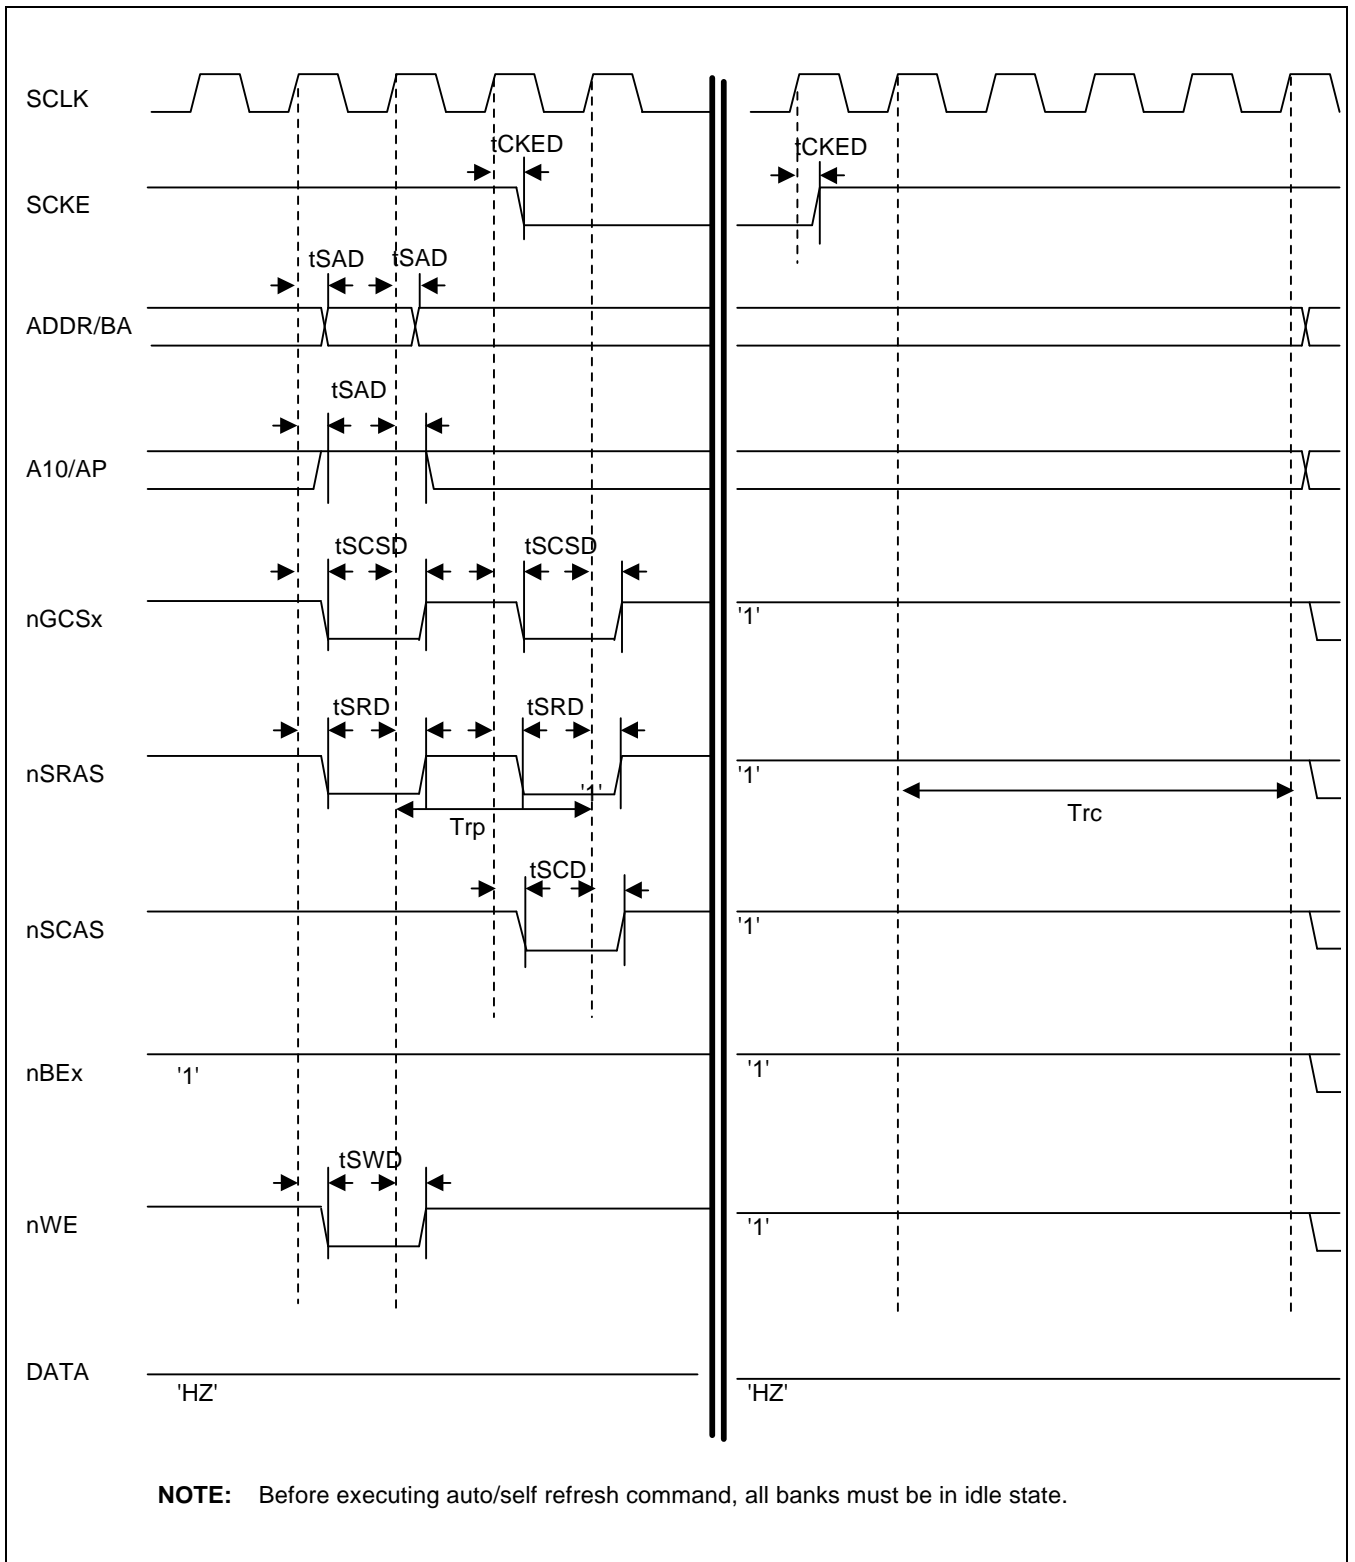 SCLK
tCKED
tCKED
SCKE
tSAD
tSAD
ADDR/BA
tSAD
A10/AP
tSCSD
tSCSD
nGCSx
'1'
tSRD
tSRD
nSRAS
'1'
'1'
Trp
Trc
tSCD
nSCAS
'1'
nBEx
'1'
'1'
tSWD
nWE
'1'
DATA
'HZ'
'HZ'
NOTE: Before executing auto/self refresh command, all banks must be in idle state.